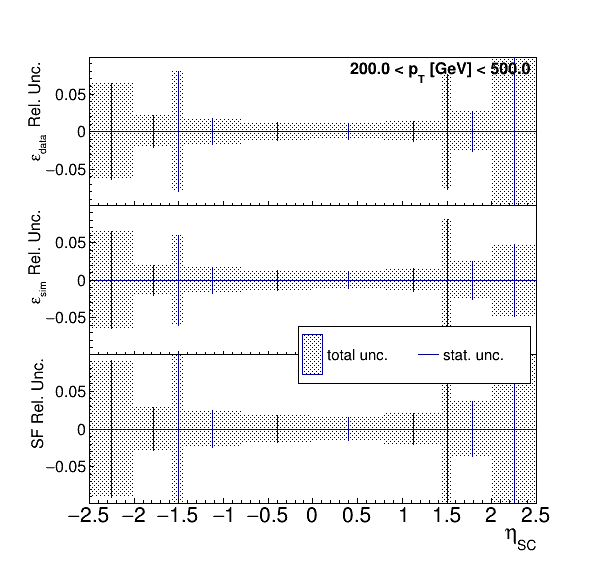 200.0 < p_T [GeV] < 500.0
ε_data Rel. Unc.
0.05
0
−0.05
ε_sim Rel. Unc.
0.05
0
−0.05
total unc.
stat. unc.
SF Rel. Unc.
0.05
0
−0.05
−2.5 −2 −1.5 −1 −0.5 0 0.5 1 1.5 2 2.5
η_SC